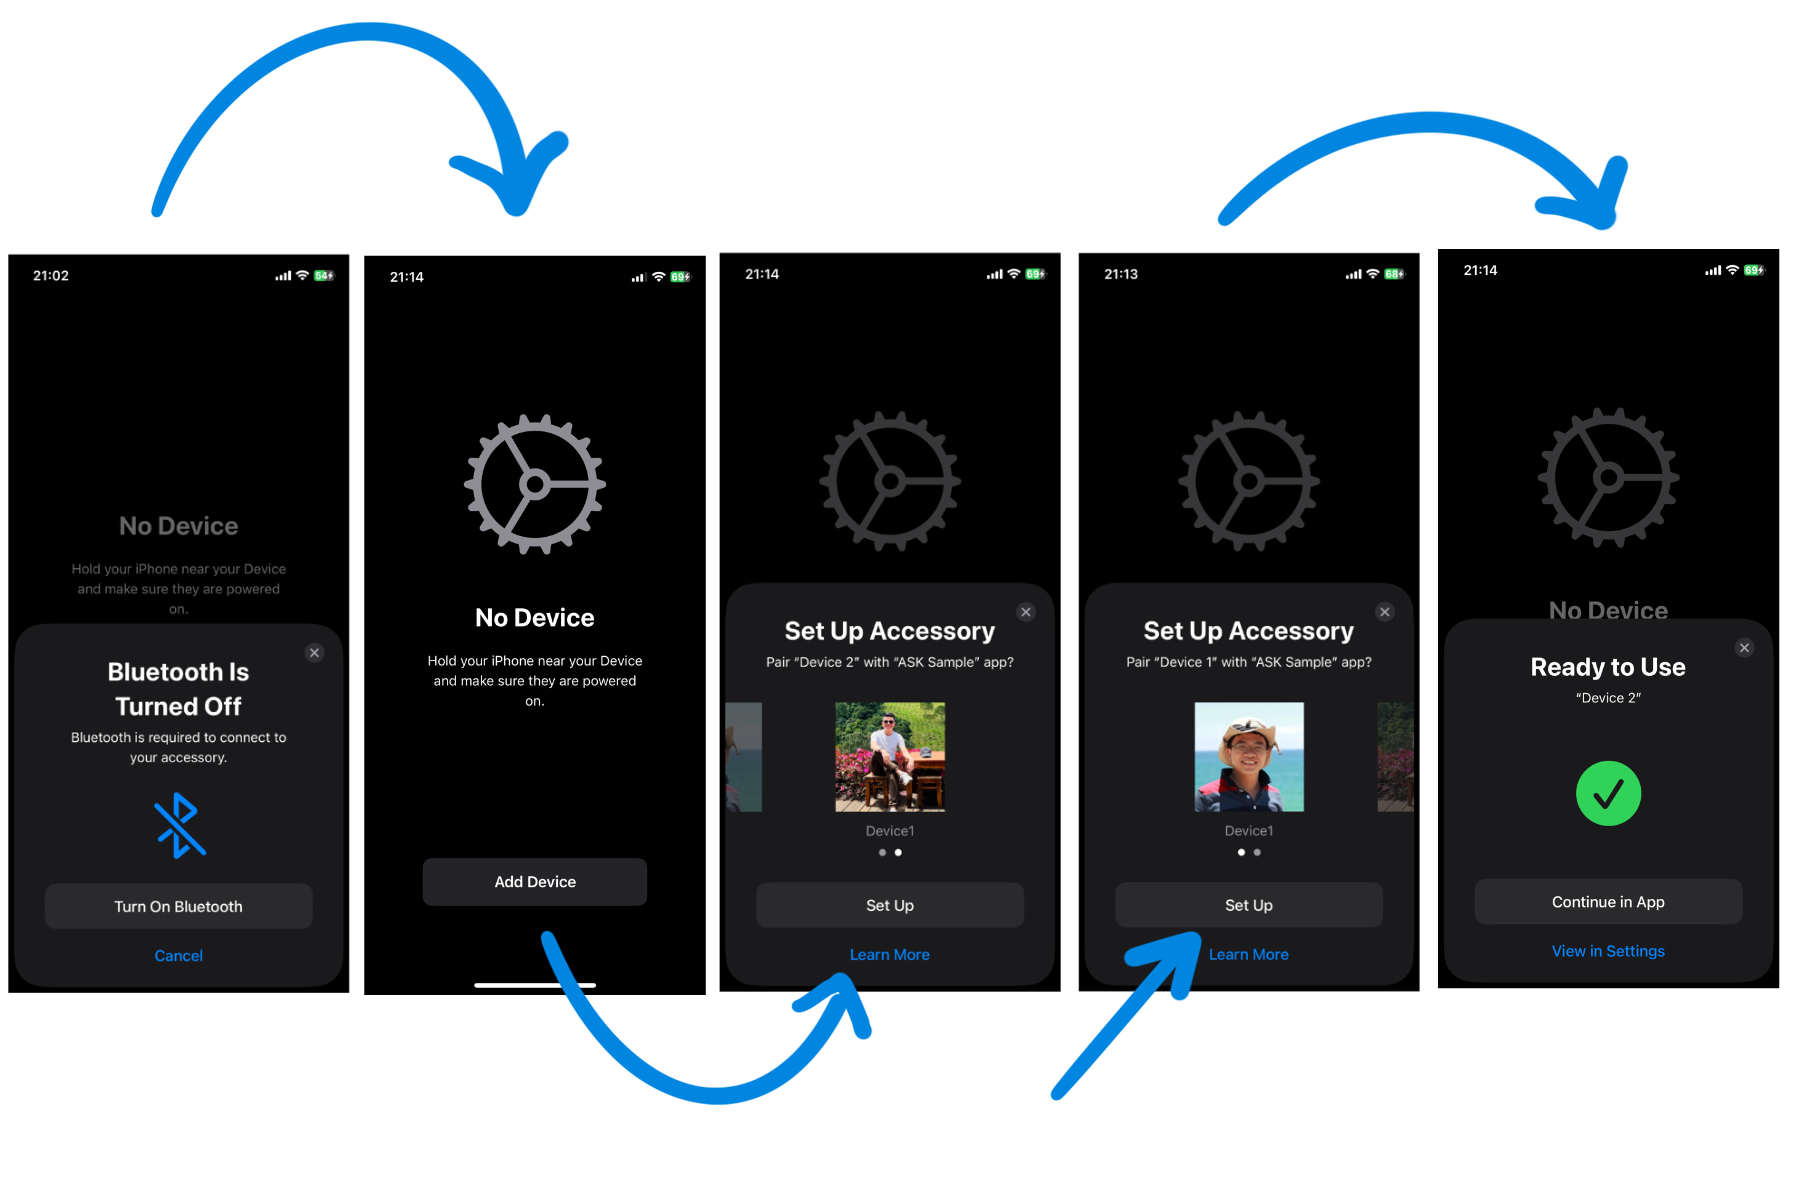 21:02
54
No Device
Hold your iPhone near your Device
and make sure they are powered
on.
Bluetooth Is
Turned Off
Bluetooth is required to connect to
your accessory.
Turn On Bluetooth
Cancel
21:14
69
No Device
Hold your iPhone near your Device
and make sure they are powered
on.
Add Device
21:14
69
Set Up Accessory
Pair “Device 2” with “ASK Sample” app?
Device1
Set Up
Learn More
21:13
68
Set Up Accessory
Pair “Device 1” with “ASK Sample” app?
Device1
Set Up
Learn More
21:14
69
No Device
Ready to Use
“Device 2”
Continue in App
View in Settings